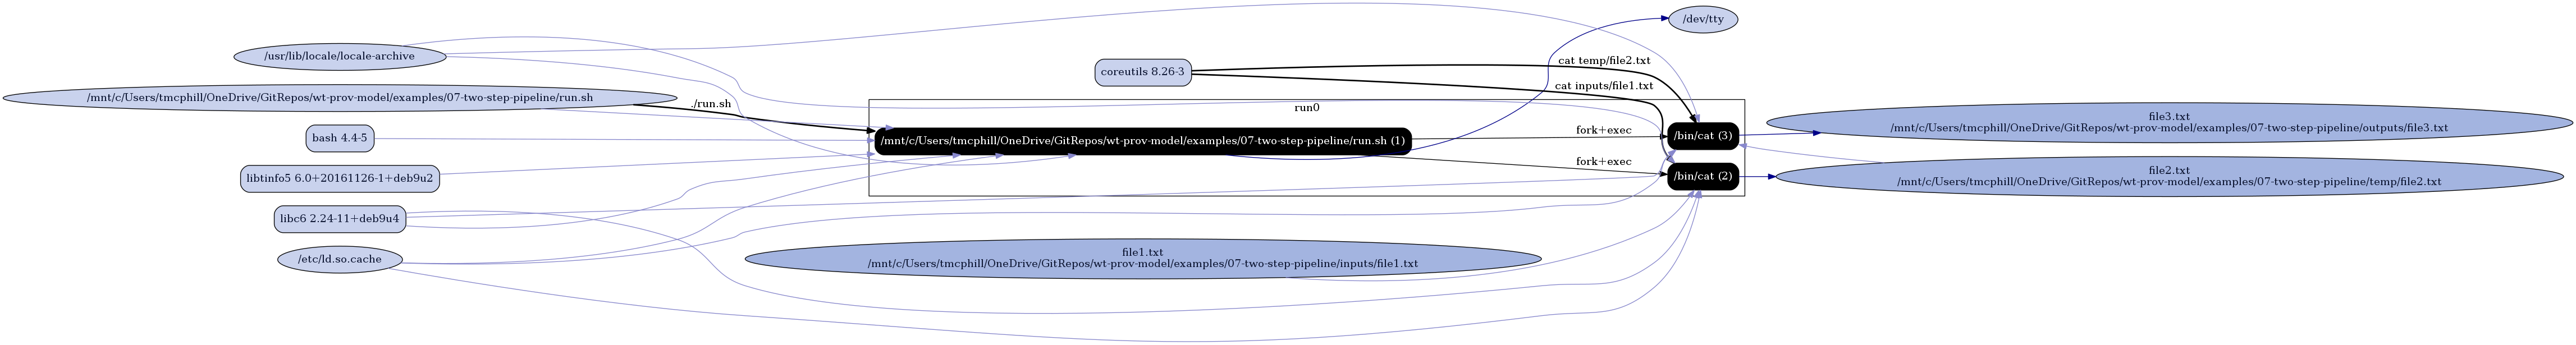 /dev/tty
/usr/lib/locale/locale-archive
cat temp/file2.txt
coreutils 8.26-3
cat inputs/file1.txt
/mnt/c/Users/tmcphill/OneDrive/GitRepos/wt-prov-model/examples/07-two-step-pipeline/run.sh
./run.sh
run0
file3.txt
/mnt/c/Users/tmcphill/OneDrive/GitRepos/wt-prov-model/examples/07-two-step-pipeline/outputs/file3.txt
bash 4.4-5
/mnt/c/Users/tmcphill/OneDrive/GitRepos/wt-prov-model/examples/07-two-step-pipeline/run.sh (1)
fork+exec
/bin/cat (3)
fork+exec
libtinfo5 6.0+20161126-1+deb9u2
/bin/cat (2)
file2.txt
/mnt/c/Users/tmcphill/OneDrive/GitRepos/wt-prov-model/examples/07-two-step-pipeline/temp/file2.txt
libc6 2.24-11+deb9u4
/etc/ld.so.cache
file1.txt
/mnt/c/Users/tmcphill/OneDrive/GitRepos/wt-prov-model/examples/07-two-step-pipeline/inputs/file1.txt